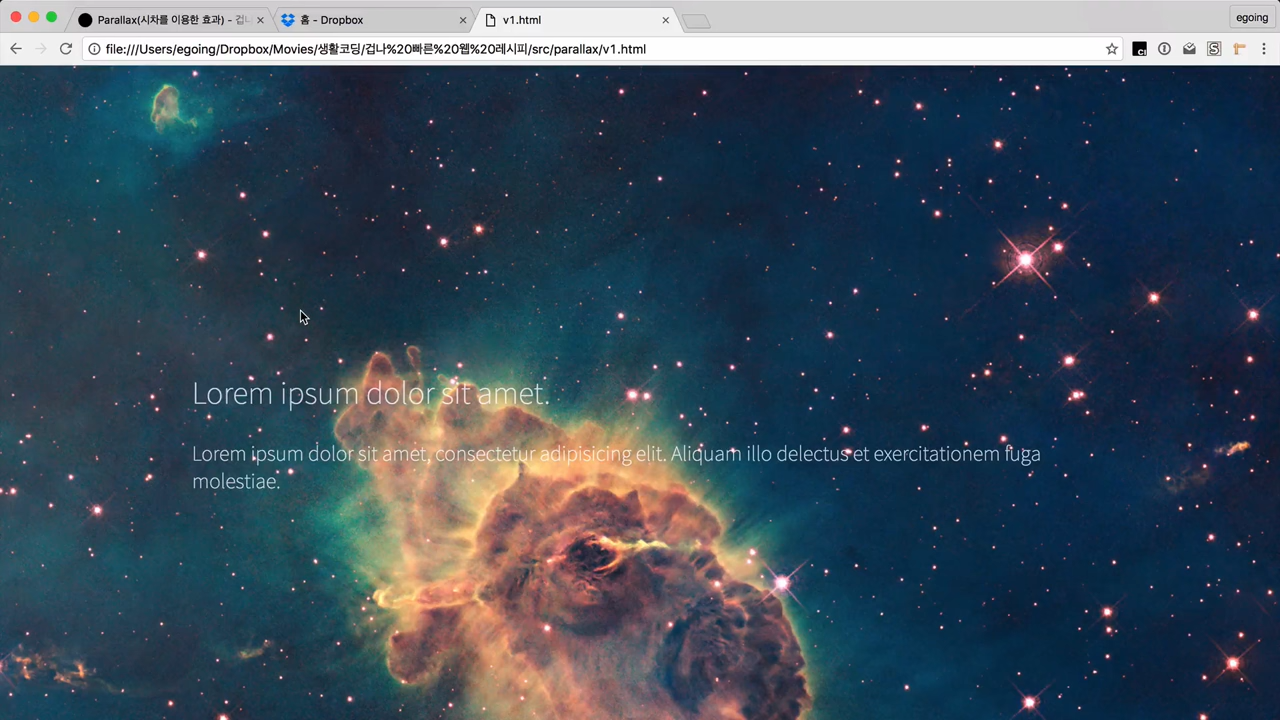 Parallax(시차를 이용한 효과) - 겁나
홈 - Dropbox
v1.html
egoing
file:///Users/egoing/Dropbox/Movies/생활코딩/겁나%20빠른%20웹%20레시피/src/parallax/v1.html
Lorem ipsum dolor sit amet.
Lorem ipsum dolor sit amet, consectetur adipisicing elit. Aliquam illo delectus et exercitationem fuga
molestiae.